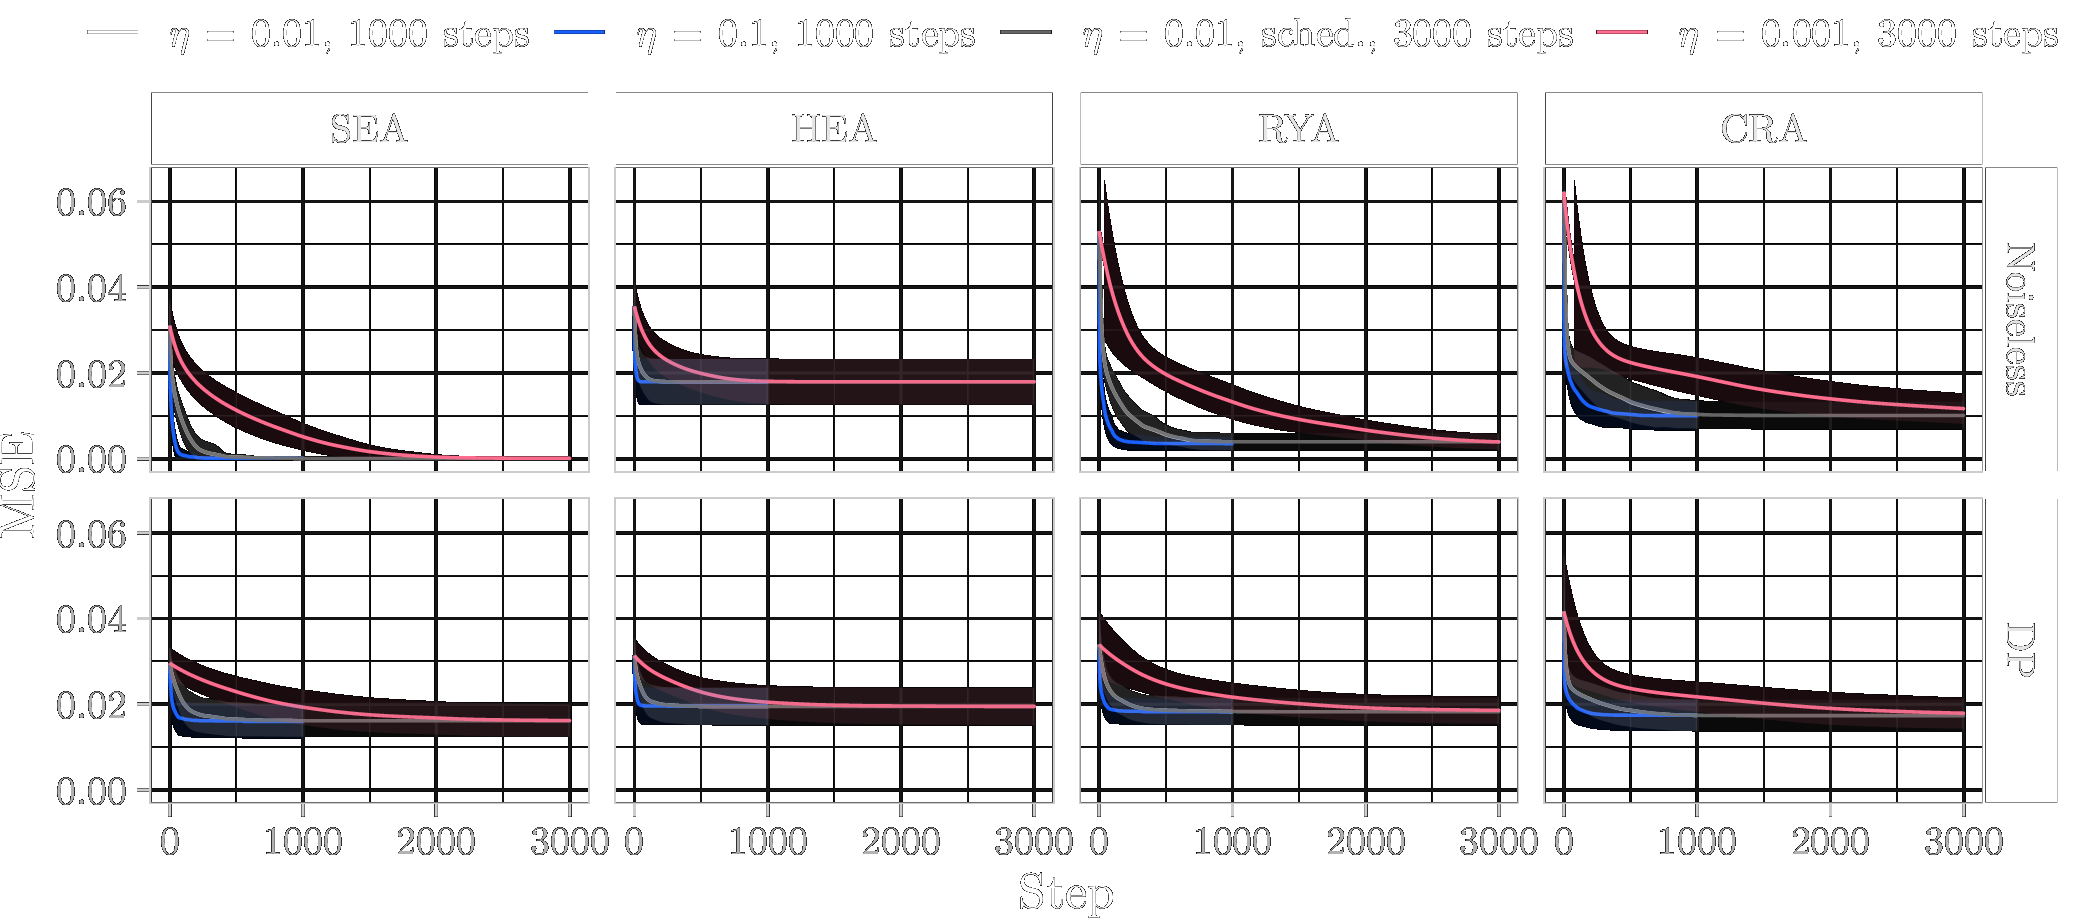 η = 0.01, 1000 steps η = 0.1, 1000 steps η = 0.01, sched., 3000 steps η = 0.001, 3000 steps
SEA HEA RYA CRA
0.06
0.04
0.02
0.00
Noiseless
MSE
0.06
0.04
0.02
0.00
DP
0 1000 2000 3000 0 1000 2000 3000 0 1000 2000 3000 0 1000 2000 3000
Step